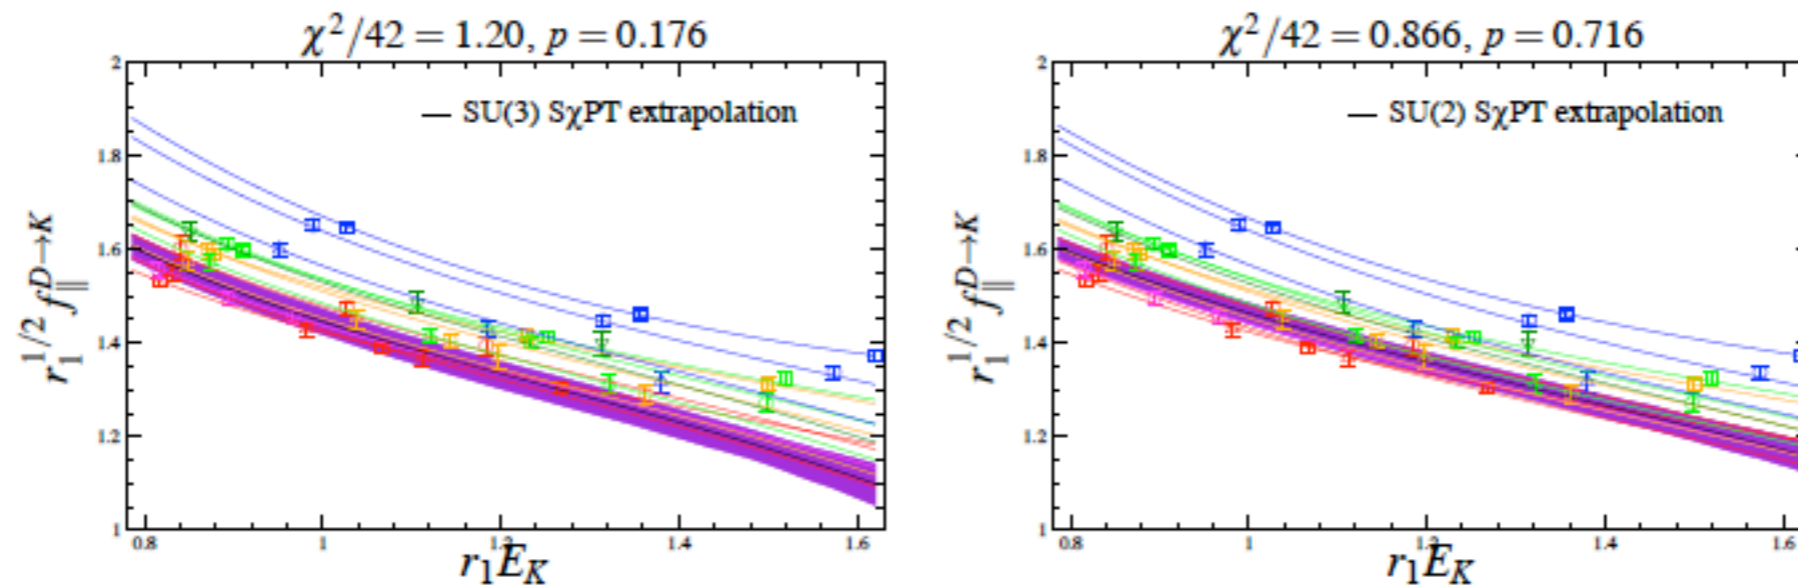 χ²/42 = 1.20, p = 0.176
— SU(3) SχPT extrapolation
r₁^{1/2} f_∥^{D→K}
2
1.8
1.6
1.4
1.2
1
0.8 1 1.2 1.4 1.6
r₁E_K
χ²/42 = 0.866, p = 0.716
— SU(2) SχPT extrapolation
r₁^{1/2} f_∥^{D→K}
2
1.8
1.6
1.4
1.2
1
0.8 1 1.2 1.4 1.6
r₁E_K